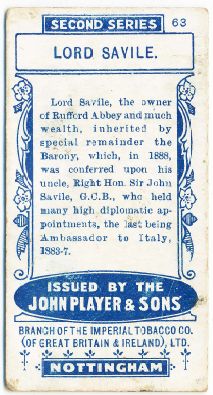 SECOND SERIES 63
LORD SAVILE.
Lord Savile, the owner
of Rufford Abbey and much
wealth, inherited by
special remainder the
Barony, which, in 1888,
was conferred upon his
uncle, Right Hon. Sir John
Savile, G.C.B., who held
many high diplomatic ap-
pointments, the last being
Ambassador to Italy,
1883-7.
ISSUED BY THE
JOHN PLAYER & SONS
BRANCH OF THE IMPERIAL TOBACCO CO.
(OF GREAT BRITAIN & IRELAND), LTD.
NOTTINGHAM